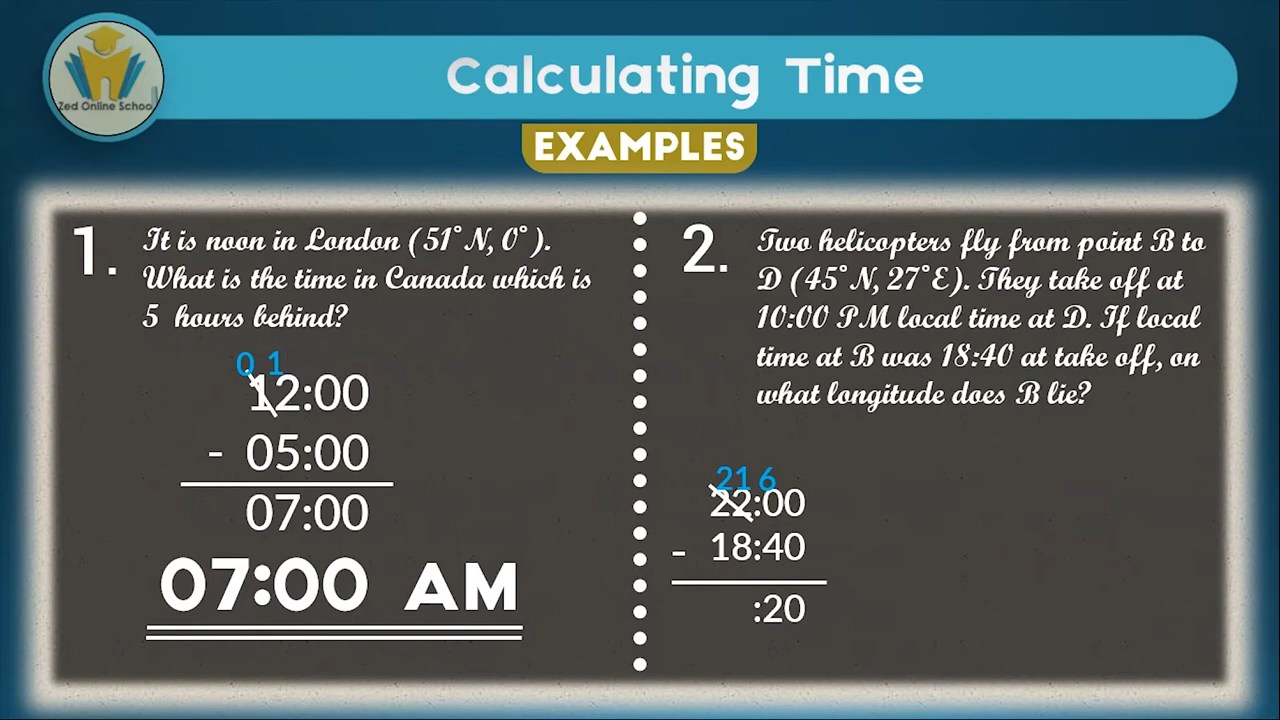 Zed Online School
Calculating Time
EXAMPLES
1.
It is noon in London (51° N, 0° ).
What is the time in Canada which is
5 hours behind?
0 1
12:00
- 05:00
07:00
07:00 AM
2.
Two helicopters fly from point B to
D (45° N, 27° E). They take off at
10:00 PM local time at D. If local
time at B was 18:40 at take off, on
what longitude does B lie?
21 6
22:00
- 18:40
:20